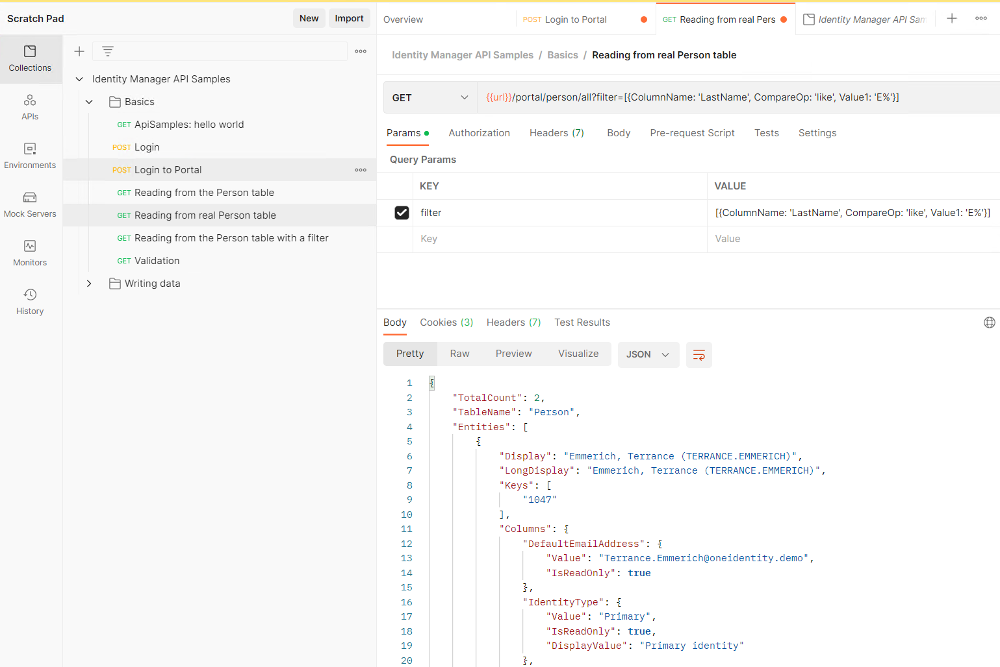 Scratch Pad
New
Import
Overview
POST Login to Portal
GET Reading from real Pers
Identity Manager API Sam
Collections
APIs
Environments
Mock Servers
Monitors
History
Identity Manager API Samples
Basics
GET ApiSamples: hello world
POST Login
POST Login to Portal
GET Reading from the Person table
GET Reading from real Person table
GET Reading from the Person table with a filter
GET Validation
Writing data
Identity Manager API Samples / Basics / Reading from real Person table
GET
{{url}}/portal/person/all?filter=[{ColumnName: 'LastName', CompareOp: 'like', Value1: 'E%'}]
Params
Authorization
Headers (7)
Body
Pre-request Script
Tests
Settings
Query Params
KEY
VALUE
filter
[{ColumnName: 'LastName', CompareOp: 'like', Value1: 'E%'}]
Key
Value
Body
Cookies (3)
Headers (7)
Test Results
Pretty
Raw
Preview
Visualize
JSON
1 {
2 "TotalCount": 2,
3 "TableName": "Person",
4 "Entities": [
5 {
6 "Display": "Emmerich, Terrance (TERRANCE.EMMERICH)",
7 "LongDisplay": "Emmerich, Terrance (TERRANCE.EMMERICH)",
8 "Keys": [
9 "1047"
10 ],
11 "Columns": {
12 "DefaultEmailAddress": {
13 "Value": "Terrance.Emmerich@oneidentity.demo",
14 "IsReadOnly": true
15 },
16 "IdentityType": {
17 "Value": "Primary",
18 "IsReadOnly": true,
19 "DisplayValue": "Primary identity"
20 },